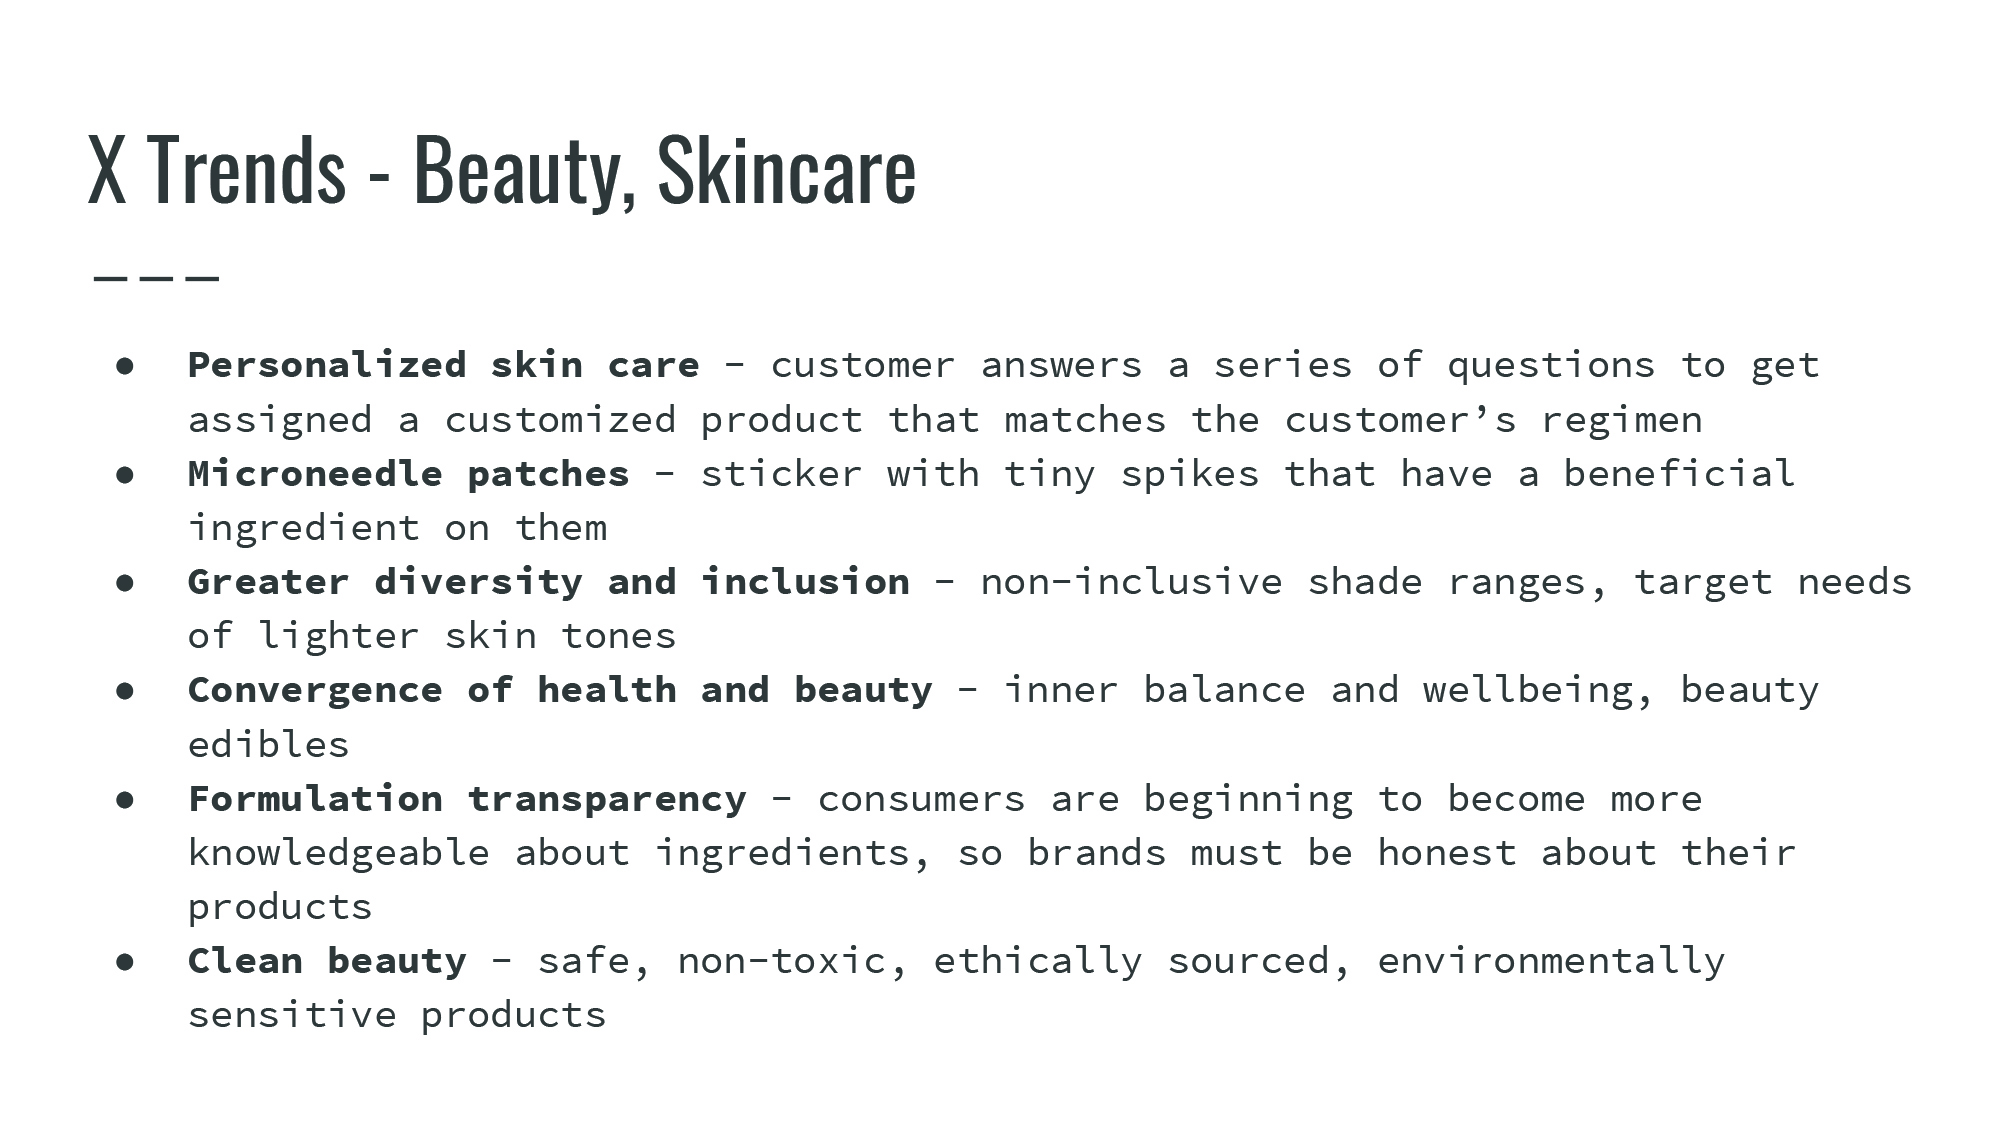 X Trends - Beauty, Skincare
● Personalized skin care - customer answers a series of questions to get
assigned a customized product that matches the customer’s regimen
● Microneedle patches - sticker with tiny spikes that have a beneficial
ingredient on them
● Greater diversity and inclusion - non-inclusive shade ranges, target needs
of lighter skin tones
● Convergence of health and beauty - inner balance and wellbeing, beauty
edibles
● Formulation transparency - consumers are beginning to become more
knowledgeable about ingredients, so brands must be honest about their
products
● Clean beauty - safe, non-toxic, ethically sourced, environmentally
sensitive products